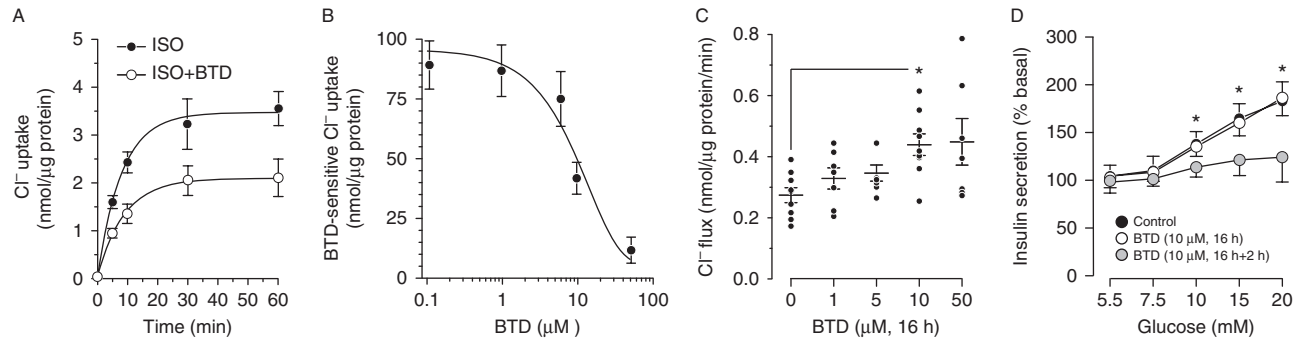 A
Cl⁻ uptake
(nmol/µg protein)
5
4
3
2
1
0
ISO
ISO+BTD
0
10
30
60
Time (min)
B
BTD-sensitive Cl⁻ uptake
(nmol/µg protein)
100
75
50
25
0
0.1
1
10
100
BTD (µM )
C
Cl⁻ flux (nmol/µg protein/min)
0.8
0.6
0.4
0.2
0.0
*
0
1
5
10
50
BTD (µM, 16 h)
D
Insulin secretion (% basal)
300
200
150
100
50
0
* * *
Control
BTD (10 µM, 16 h)
BTD (10 µM, 16 h+2 h)
5.5
7.5
10
15
20
Glucose (mM)